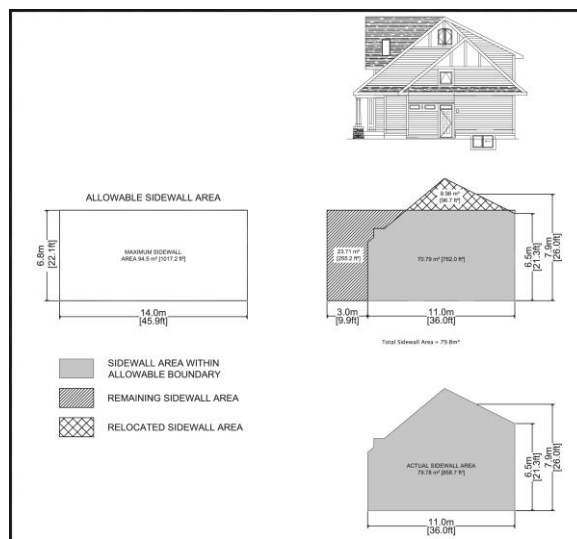 ALLOWABLE SIDEWALL AREA
MAXIMUM SIDEWALL
AREA 94.5 m² [1017.2 ft²]
6.8m
[22.1ft]
14.0m
[45.9ft]
8.98 m²
[96.7 ft²]
23.71 m²
[255.2 ft²]
70.79 m² [762.0 ft²]
6.5m
[21.3ft]
7.9m
[26.0ft]
3.0m
[9.9ft]
11.0m
[36.0ft]
Total Sidewall Area = 79.8m²
SIDEWALL AREA WITHIN
ALLOWABLE BOUNDARY
REMAINING SIDEWALL AREA
RELOCATED SIDEWALL AREA
ACTUAL SIDEWALL AREA
79.78 m² [858.7 ft²]
6.5m
[21.3ft]
7.9m
[26.0ft]
11.0m
[36.0ft]